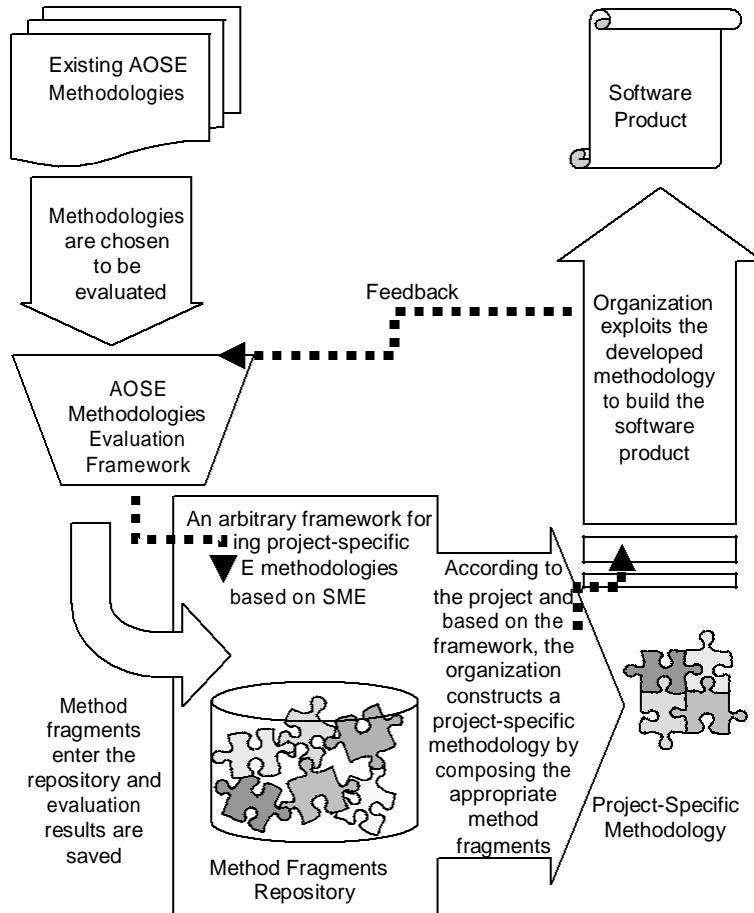 Existing AOSE
Methodologies
Software
Product
Methodologies
are chosen
to be
evaluated
Feedback
Organization
exploits the
developed
methodology
to build the
software
product
AOSE
Methodologies
Evaluation
Framework
An arbitrary framework for
ing project-specific
E methodologies
based on SME
According to
the project and
based on the
framework, the
organization
constructs a
project-specific
methodology by
composing the
appropriate
method
fragments
Method
fragments
enter the
repository and
evaluation
results are
saved
Method Fragments
Repository
Project-Specific
Methodology